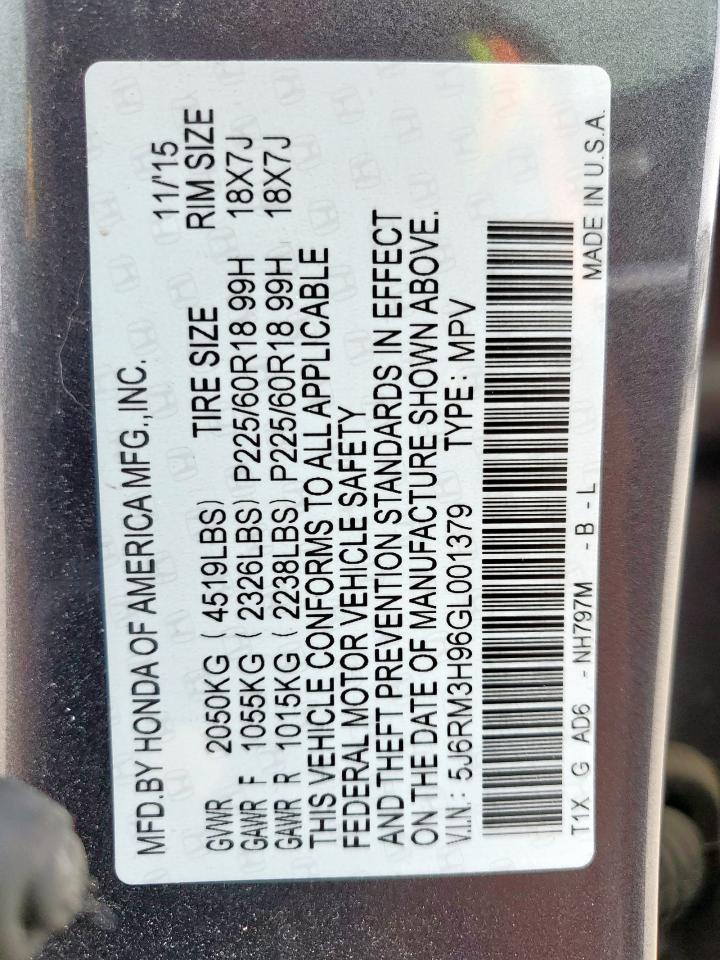 MFD.BY HONDA OF AMERICA MFG.,INC. 11/'15
GVWR 2050KG ( 4519LBS) TIRE SIZE RIM SIZE
GAWR F 1055KG ( 2326LBS) P225/60R18 99H 18X7J
GAWR R 1015KG ( 2238LBS) P225/60R18 99H 18X7J
THIS VEHICLE CONFORMS TO ALL APPLICABLE
FEDERAL MOTOR VEHICLE SAFETY
AND THEFT PREVENTION STANDARDS IN EFFECT
ON THE DATE OF MANUFACTURE SHOWN ABOVE.
V.I.N.: 5J6RM3H96GL001379 TYPE: MPV
T1X G AD6 - NH797M - B - L MADE IN U.S.A.